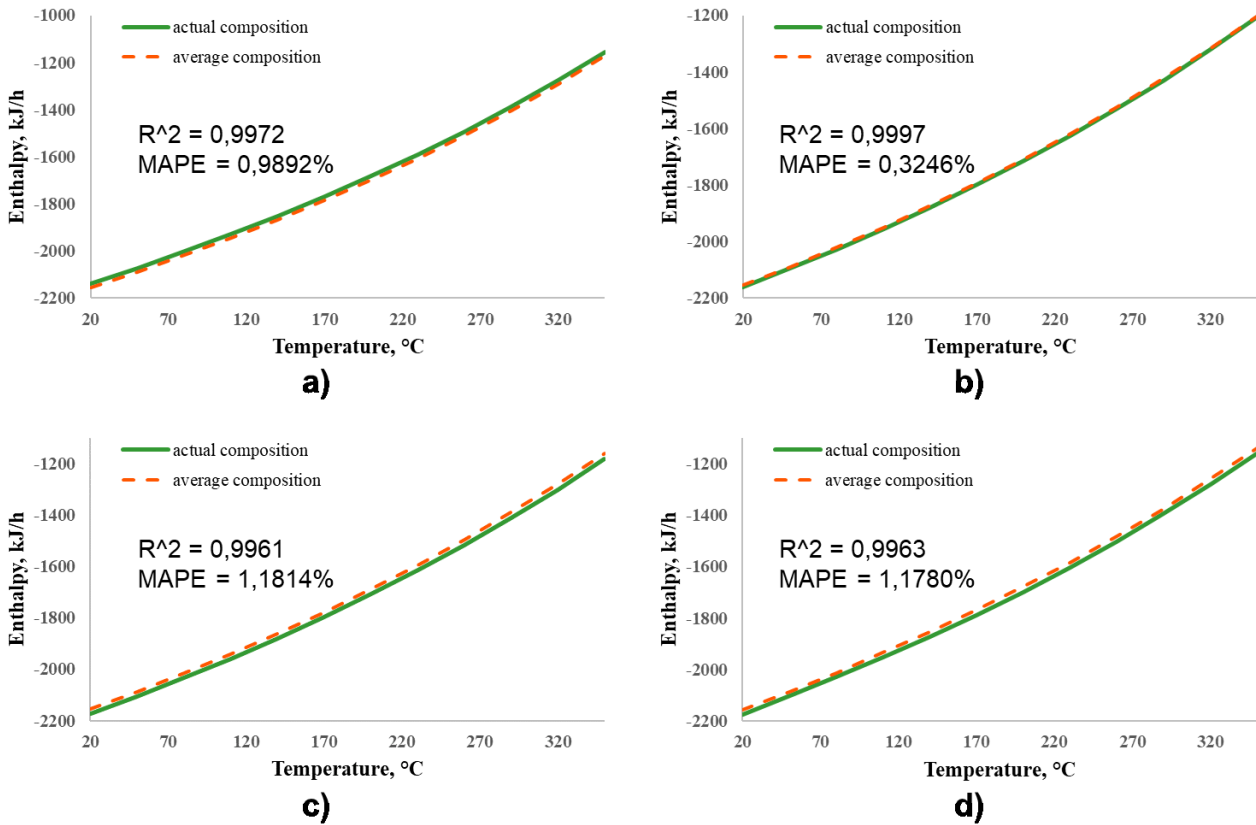 -1000
-1200
-1400
-1600
-1800
-2000
-2200
Enthalpy, kJ/h
actual composition
average composition
R^2 = 0,9972
MAPE = 0,9892%
20 70 120 170 220 270 320
Temperature, °C
a)
-1200
-1400
-1600
-1800
-2000
-2200
Enthalpy, kJ/h
actual composition
average composition
R^2 = 0,9997
MAPE = 0,3246%
20 70 120 170 220 270 320
Temperature, °C
b)
-1200
-1400
-1600
-1800
-2000
-2200
Enthalpy, kJ/h
actual composition
average composition
R^2 = 0,9961
MAPE = 1,1814%
20 70 120 170 220 270 320
Temperature, °C
c)
-1200
-1400
-1600
-1800
-2000
-2200
Enthalpy, kJ/h
actual composition
average composition
R^2 = 0,9963
MAPE = 1,1780%
20 70 120 170 220 270 320
Temperature, °C
d)